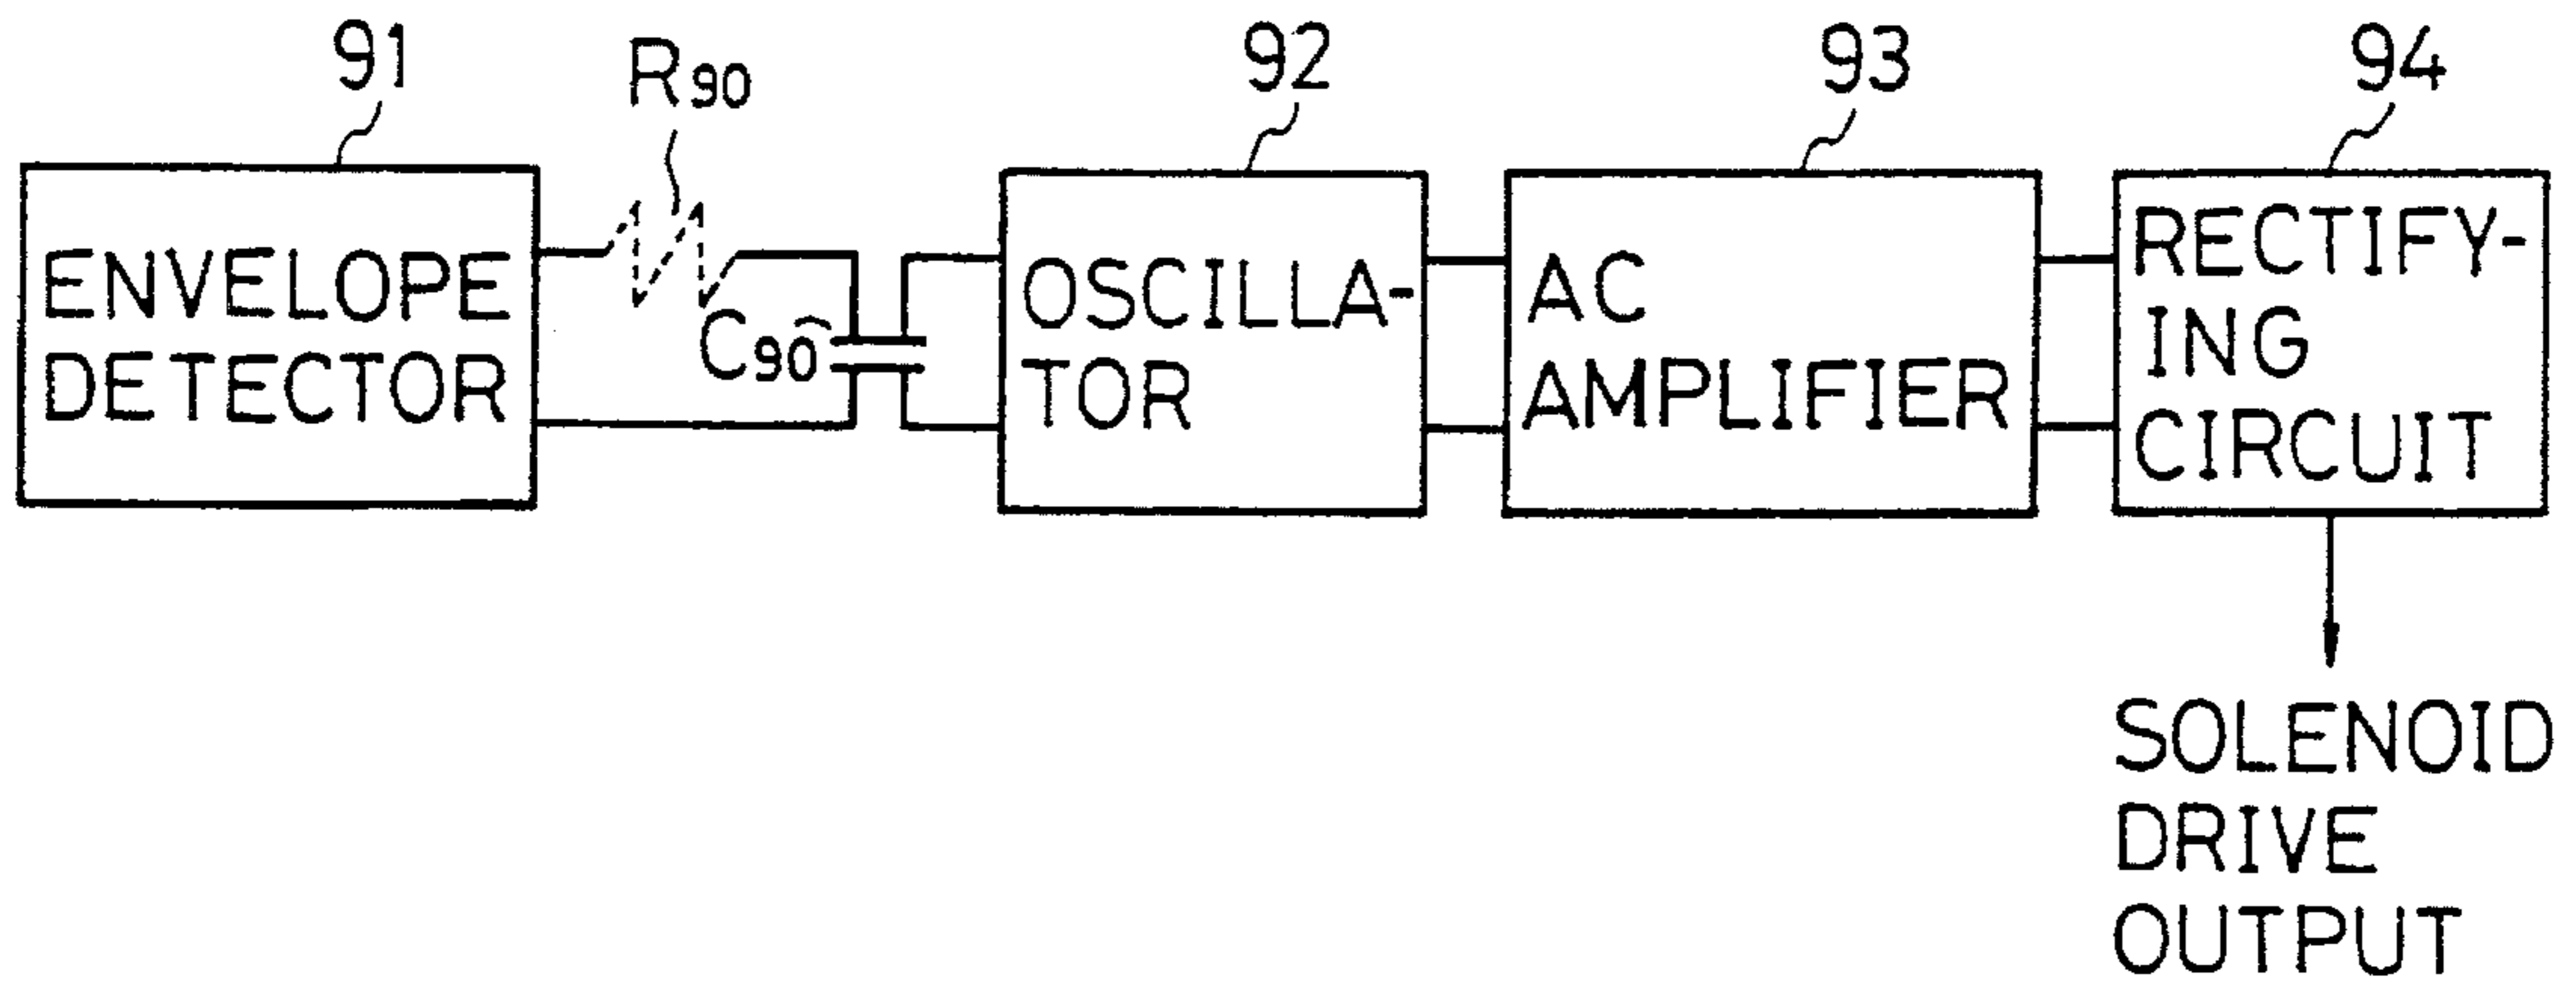 91
R90
92
93
94
ENVELOPE
DETECTOR
C90
OSCILLA-
TOR
AC
AMPLIFIER
RECTIFY-
ING
CIRCUIT
SOLENOID
DRIVE
OUTPUT